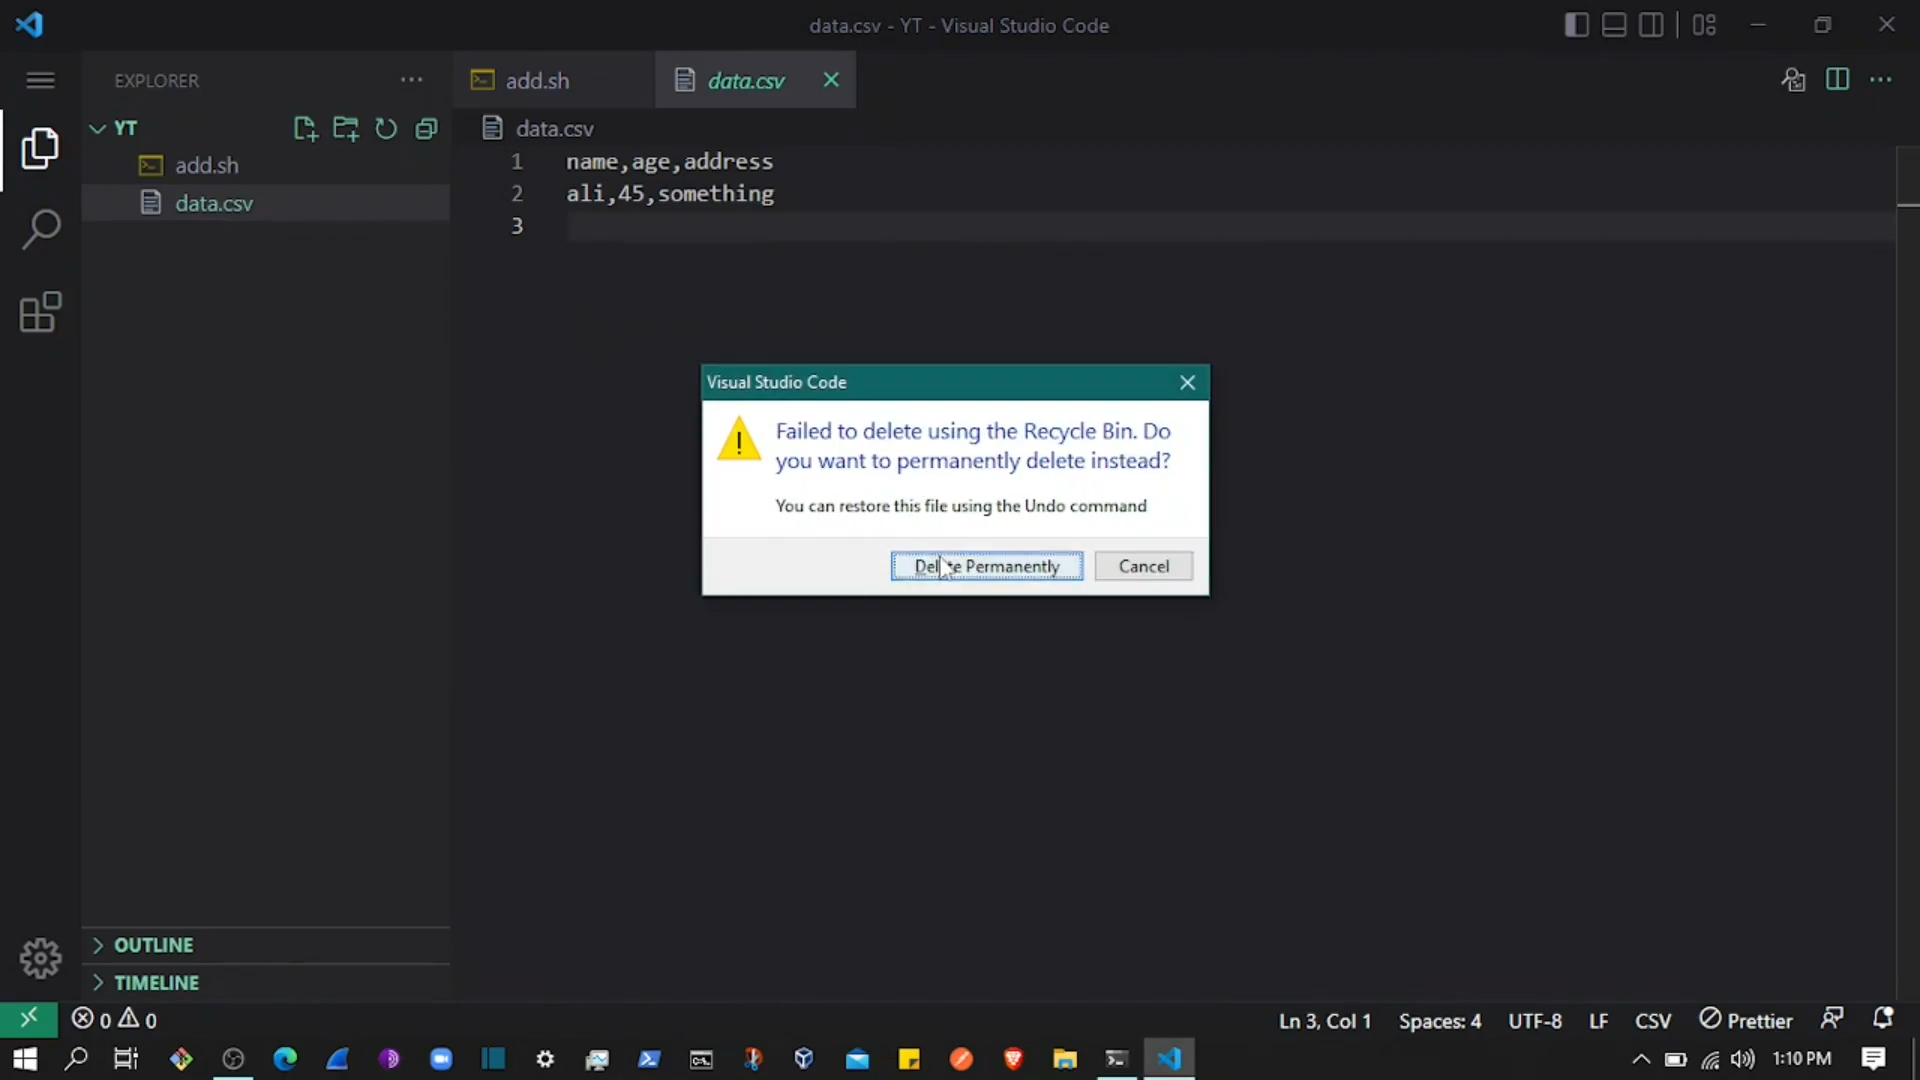 data.csv - YT - Visual Studio Code
EXPLORER
add.sh
data.csv
YT
data.csv
add.sh
data.csv
1 name,age,address
2 ali,45,something
3
Visual Studio Code
Failed to delete using the Recycle Bin. Do
you want to permanently delete instead?
You can restore this file using the Undo command
Delete Permanently
Cancel
OUTLINE
TIMELINE
0 0
Ln 3, Col 1
Spaces: 4
UTF-8
LF
CSV
Prettier
1:10 PM